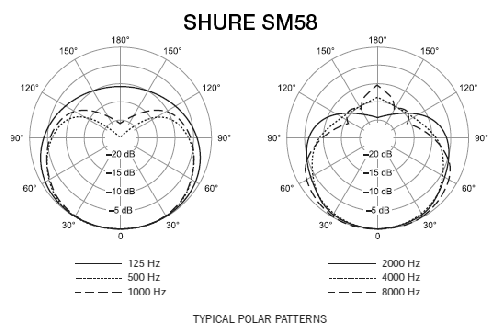 SHURE SM58
180° 180°
150° 150° 150° 150°
120° 120° 120° 120°
90° 90° 90° 90°
–20 dB –20 dB
–15 dB –15 dB
60° 60° 60° 60°
–10 dB –10 dB
–5 dB –5 dB
30° 30° 30° 30°
0 0
125 Hz 2000 Hz
500 Hz 4000 Hz
1000 Hz 8000 Hz
TYPICAL POLAR PATTERNS